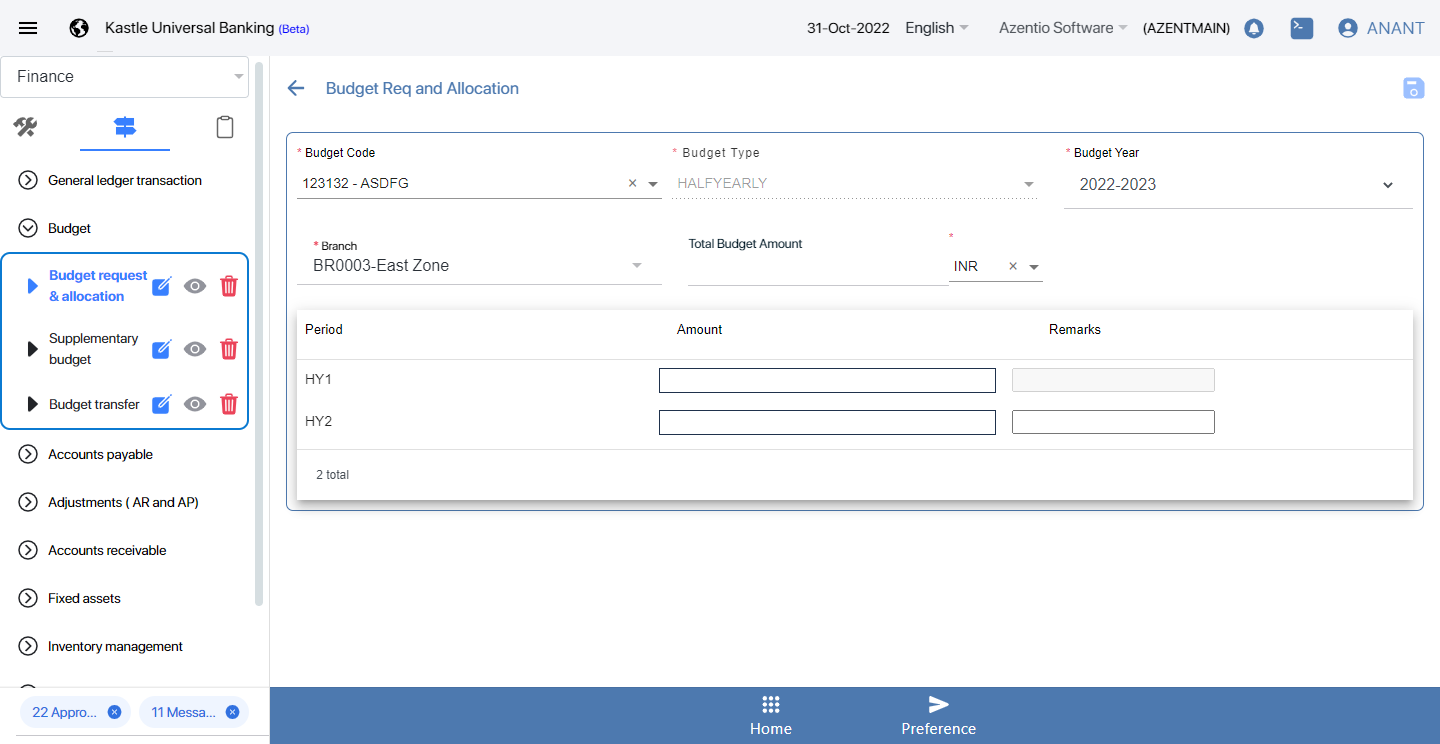 Kastle Universal Banking (Beta)
31-Oct-2022 English Azentio Software (AZENTMAIN) ANANT
Finance
General ledger transaction
Budget
Budget request
& allocation
Supplementary
budget
Budget transfer
Accounts payable
Adjustments ( AR and AP)
Accounts receivable
Fixed assets
Inventory management
22 Appro...
11 Messa...
Budget Req and Allocation
* Budget Code
123132 - ASDFG
* Budget Type
HALFYEARLY
* Budget Year
2022-2023
* Branch
BR0003-East Zone
Total Budget Amount
*
INR
Period Amount Remarks
HY1
HY2
2 total
Home
Preference